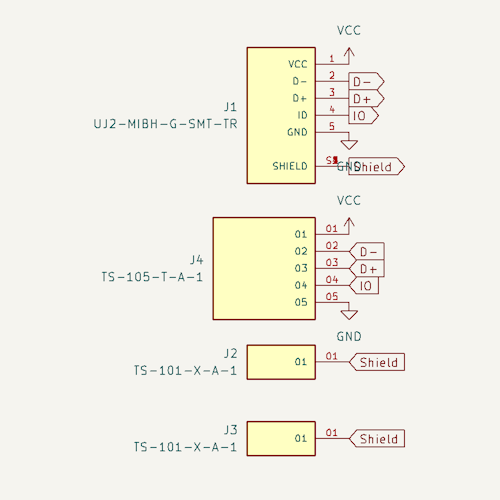 VCC
J1
UJ2-MIBH-G-SMT-TR
VCC 1
D- 2 D-
D+ 3 D+
ID 4 IO
GND 5
SHIELD Shield
GND
VCC
J4
TS-105-T-A-1
01 01
02 02 D-
03 03 D+
04 04 IO
05 05
GND
J2
TS-101-X-A-1
01 01 Shield
J3
TS-101-X-A-1
01 01 Shield